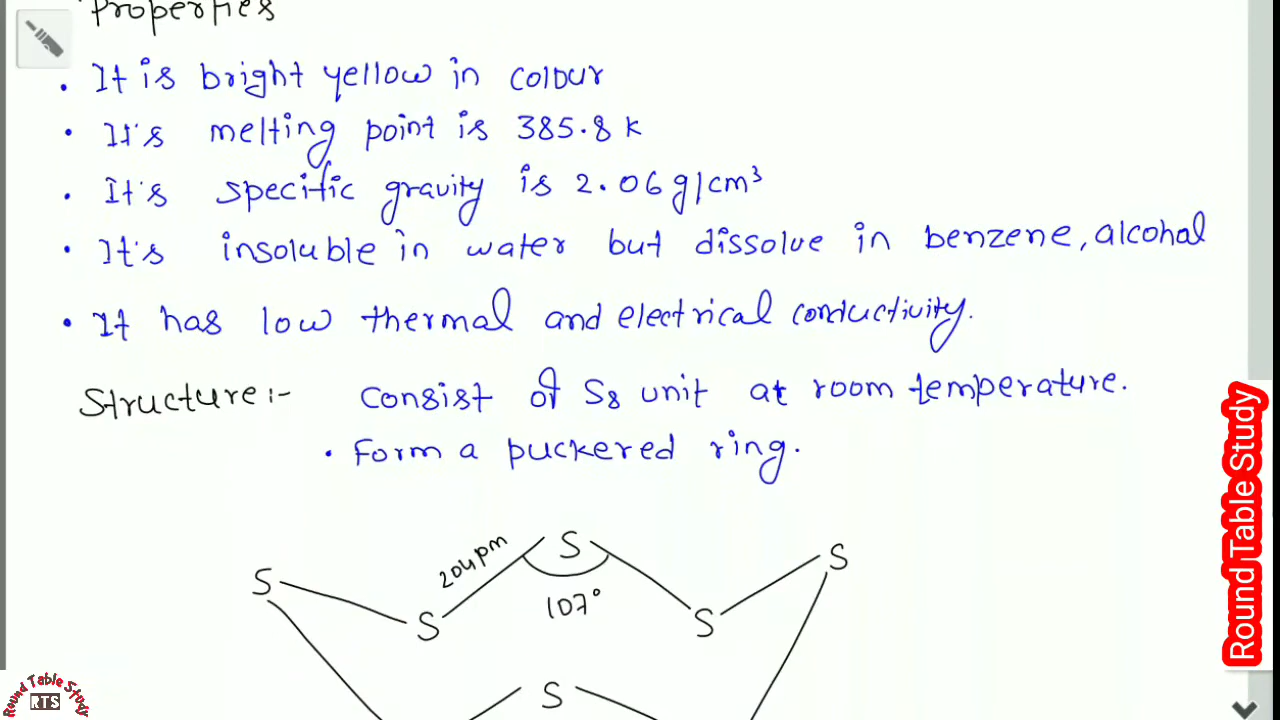 Properties
• It is bright yellow in colour
• It's melting point is 385.8 k
• It's specific gravity is 2.06 g/cm³
• It's insoluble in water but dissolve in benzene, alcohal
• It has low thermal and electrical conductivity.
Structure:- Consist of S8 unit at room temperature.
• Form a puckered ring.
204pm
S
S
S
S
S
107°
S
Round Table Study
Round Table Study
RTS